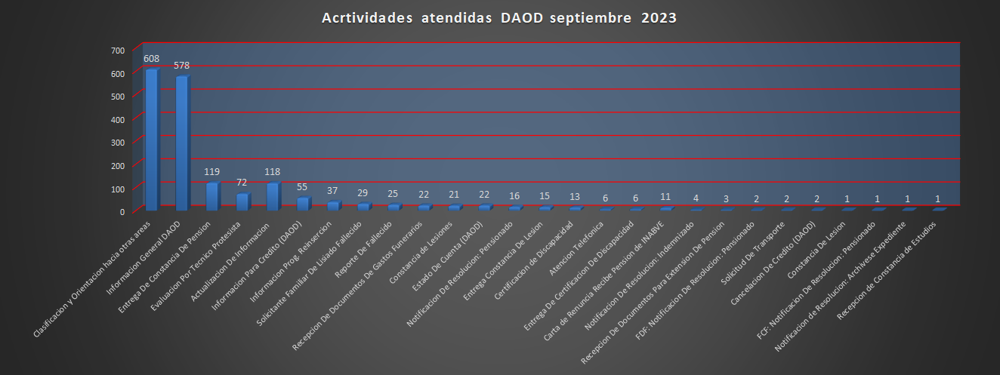 Acrtividades atendidas DAOD septiembre 2023
700
600
500
400
300
200
100
0
608
578
119
72
118
55
37
29
25
22
21
22
16
15
13
6
6
11
4
3
2
2
2
1
1
1
1
Clasificacion y Orientacion hacia otras areas
Informacion General DAOD
Entrega De Constancia De Pension
Evaluacion Por Tecnico Protesista
Actualizacion De Informacion
Informacion Para Credito (DAOD)
Informacion Prog. Reinsercion
Solicitante Familiar De Lisiado Fallecido
Reporte De Fallecido
Recepcion De Documentos De Gastos Funerarios
Constancia de Lesiones
Estado De Cuenta (DAOD)
Notificacion De Resolucion: Pensionado
Entrega Constancia De Lesion
Certificacion de Discapacidad
Atencion Telefonica
Entrega De Certificacion De Discapacidad
Carta de Renuncia Recibe Pension de INABVE
Notificacion De Resolucion: Indemnizado
Recepcion De Documentos Para Extension De Pension
FDF: Notificacion De Resolucion: Pensionado
Solicitud De Transporte
Cancelacion De Credito (DAOD)
Constancia De Lesion
FCF: Notificacion De Resolucion: Pensionado
Notificacion de Resolucion: Archivese Expediente
Recepcion de Constancia de Estudios